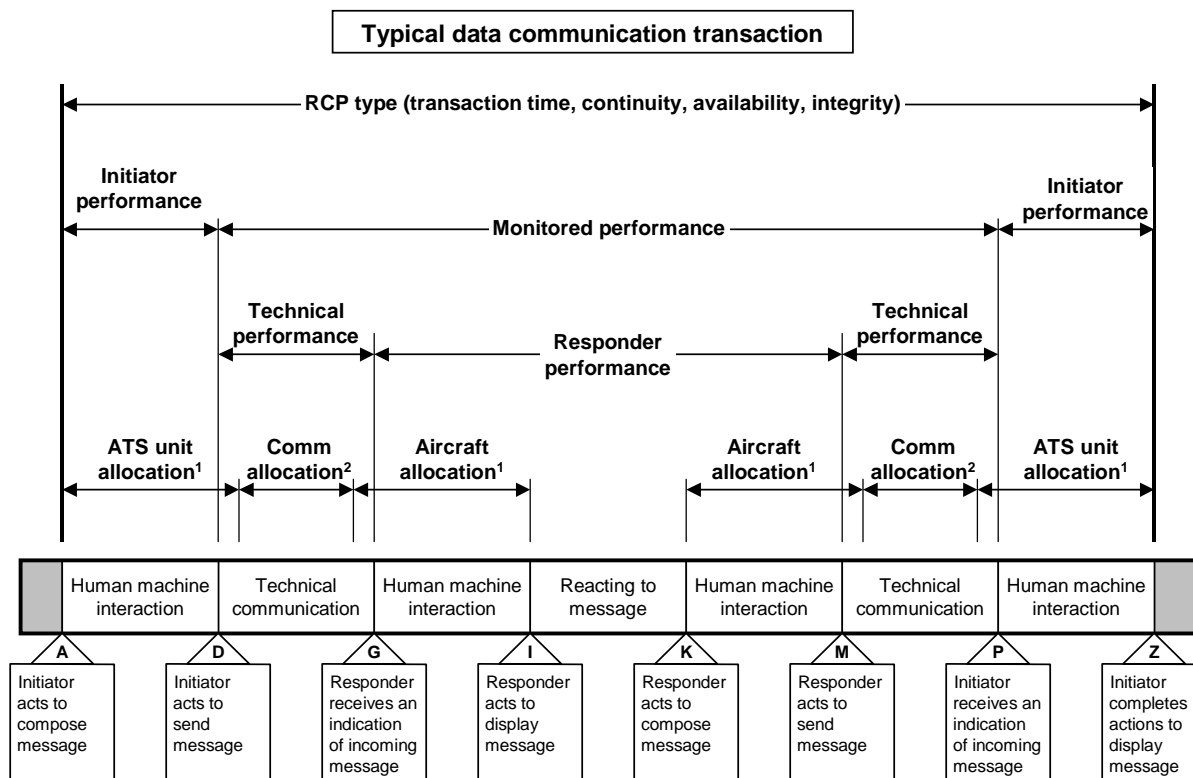 Typical data communication transaction
RCP type (transaction time, continuity, availability, integrity)
Initiator
performance
Monitored performance
Initiator
performance
Technical
performance
Responder
performance
Technical
performance
ATS unit
allocation¹
Comm
allocation²
Aircraft
allocation¹
Aircraft
allocation¹
Comm
allocation²
ATS unit
allocation¹
Human machine
interaction
Technical
communication
Human machine
interaction
Reacting to
message
Human machine
interaction
Technical
communication
Human machine
interaction
A
Initiator
acts to
compose
message
D
Initiator
acts to
send
message
G
Responder
receives an
indication
of incoming
message
I
Responder
acts to
display
message
K
Responder
acts to
compose
message
M
Responder
acts to
send
message
P
Initiator
receives an
indication
of incoming
message
Z
Initiator
completes
actions to
display
message